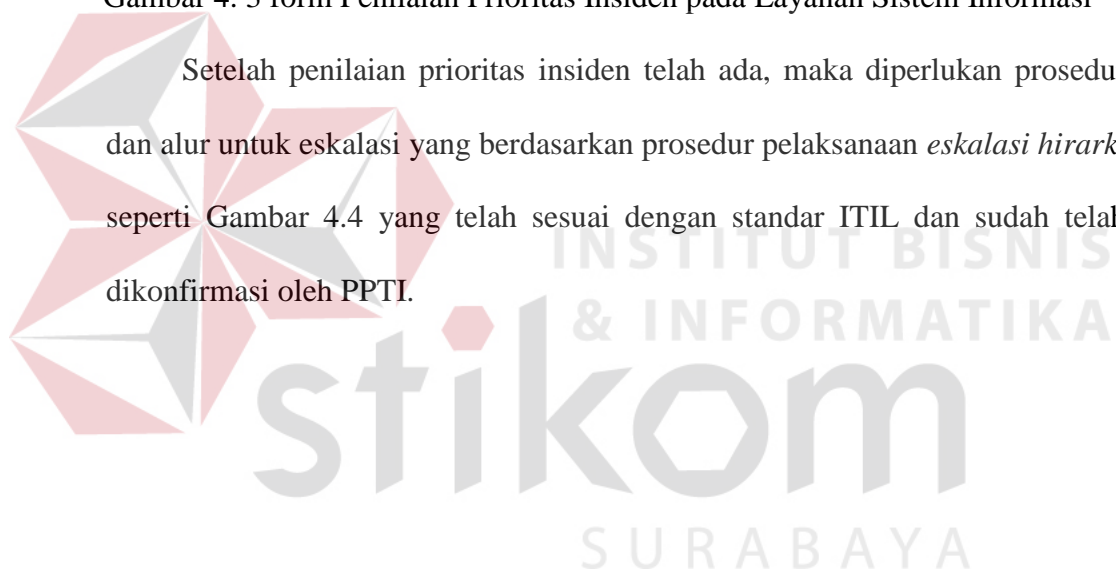 Gambar 4. 3 form Penilaian Prioritas Insiden pada Layanan Sistem Informasi
Setelah penilaian prioritas insiden telah ada, maka diperlukan prosedu
dan alur untuk eskalasi yang berdasarkan prosedur pelaksanaan eskalasi hirark
seperti Gambar 4.4 yang telah sesuai dengan standar ITIL dan sudah telah
dikonfirmasi oleh PPTI.
INSTITUT BISNIS
& INFORMATIKA
stikom
SURABAYA